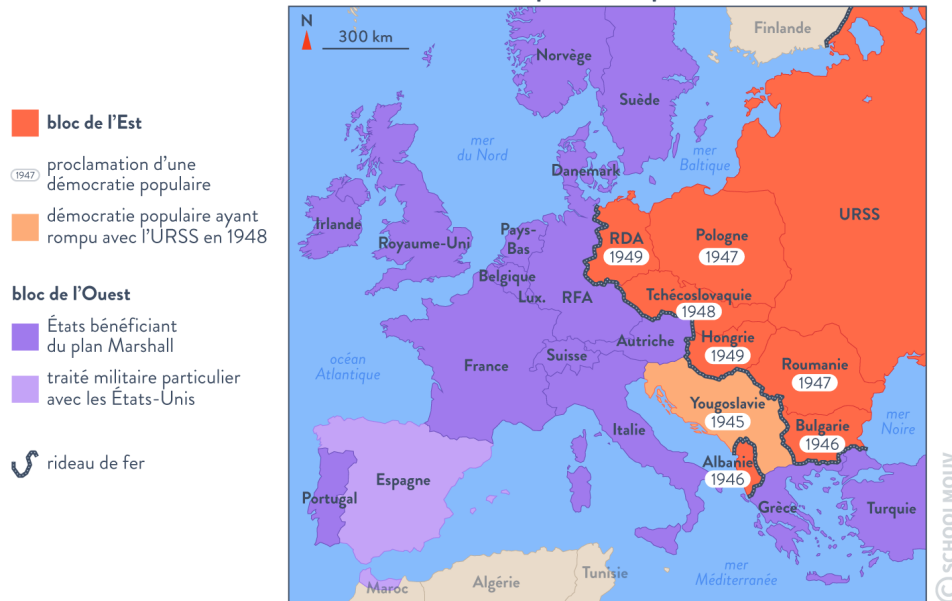 N
300 km
bloc de l'Est
1947
proclamation d'une
démocratie populaire
démocratie populaire ayant
rompu avec l'URSS en 1948
bloc de l'Ouest
États bénéficiant
du plan Marshall
traité militaire particulier
avec les États-Unis
rideau de fer
Finlande
Norvège
Suède
mer
du Nord
mer
Baltique
Danemark
URSS
Irlande
Royaume-Uni
Pays-
Bas
RDA
1949
Pologne
1947
Belgique
Lux.
RFA
Tchécoslovaquie
1948
Autriche
Hongrie
1949
océan
Atlantique
France
Suisse
Roumanie
1947
Yougoslavie
1945
mer
Noire
Italie
Bulgarie
1946
Albanie
1946
Espagne
Portugal
Grèce
Turquie
mer
Méditerranée
Maroc
Algérie
Tunisie
© SCHOOLMOUV